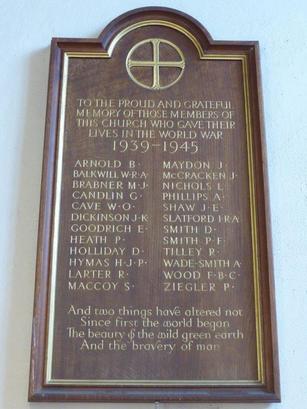 TO THE PROUD AND GRATEFUL
MEMORY OF THOSE MEMBERS OF
THIS CHURCH WHO GAVE THEIR
LIVES IN THE WORLD WAR
1939–1945
ARNOLD B·
BALKWILL W·R·A·
BRABNER M·J·
CANDLIN G·
CAVE W·O·
DICKINSON J·K·
GOODRICH E·
HEATH P·
HOLLIDAY D·
HYMAS H·J·P·
LARTER R·
MACCOY S·
MAYDON J·
McCRACKEN J·
NICHOLS L·
PHILLIPS A·
SHAW J·E·
SLATFORD I·R·A·
SMITH D·
SMITH P·F·
TILLEY R·
WADE-SMITH A·
WOOD F·B·C·
ZIEGLER P·
And two things have altered not
Since first the world began
The beauty of the wild green earth
And the bravery of man